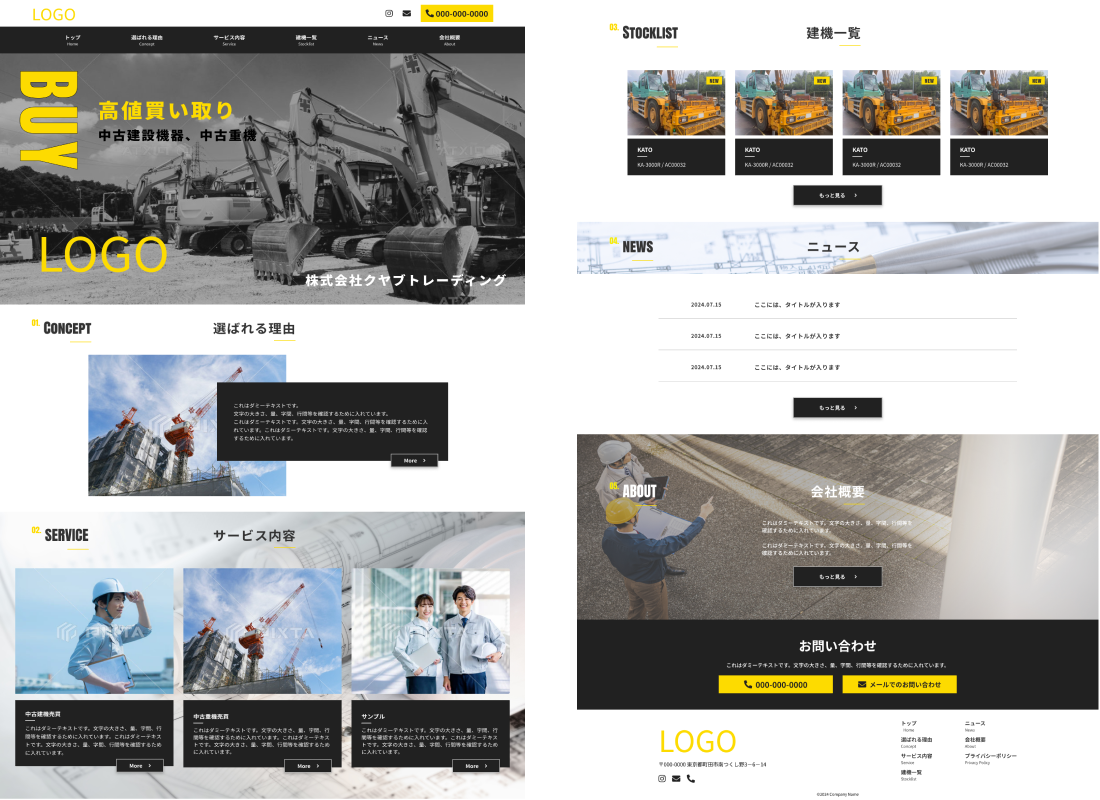 LOGO
000-000-0000
トップ
Home
選ばれる理由
Concept
サービス内容
Service
建機一覧
Stocklist
ニュース
News
会社概要
About
BUY
高値買い取り
中古建設機器、中古重機
LOGO
株式会社クヤブトレーディング
01.
CONCEPT
選ばれる理由
これはダミーテキストです。
文字の大きさ、量、字間、行間等を確認するために入れています。
これはダミーテキストです。文字の大きさ、量、字間、行間等を確認するために入
れています。これはダミーテキストです。文字の大きさ、量、字間、行間等を確認
するために入れています。
More
02.
SERVICE
サービス内容
PIXTA
中古建機売買
これはダミーテキストです。文字の大きさ、量、字間、行
間等を確認するために入れています。これはダミーテキ
ストです。文字の大きさ、量、字間、行間等を確認するため
に入れています。
More
中古重機売買
これはダミーテキストです。文字の大きさ、量、字間、行
間等を確認するために入れています。これはダミーテキ
ストです。文字の大きさ、量、字間、行間等を確認するため
に入れています。
More
サンプル
これはダミーテキストです。文字の大きさ、量、字間、行
間等を確認するために入れています。これはダミーテキ
ストです。文字の大きさ、量、字間、行間等を確認するため
に入れています。
More
03.
STOCKLIST
建機一覧
NEW
KATO
KA-3000R / AC00032
NEW
KATO
KA-3000R / AC00032
NEW
KATO
KA-3000R / AC00032
NEW
KATO
KA-3000R / AC00032
もっと見る
04.
NEWS
ニュース
2024.07.15 ここには、タイトルが入ります
2024.07.15 ここには、タイトルが入ります
2024.07.15 ここには、タイトルが入ります
もっと見る
05.
ABOUT
会社概要
これはダミーテキストです。文字の大きさ、量、字間、行間等を
確認するために入れています。
これはダミーテキストです。文字の大きさ、量、字間、行間等を
確認するために入れています。
もっと見る
お問い合わせ
これはダミーテキストです。文字の大きさ、量、字間、行間等を確認するために入れています。
000-000-0000
メールでのお問い合わせ
LOGO
〒000-0000 東京都町田市南つくし野3−6−14
トップ
Home
選ばれる理由
Concept
サービス内容
Service
建機一覧
Stocklist
ニュース
News
会社概要
About
プライバシーポリシー
Privacy Policy
©2024 Company Name